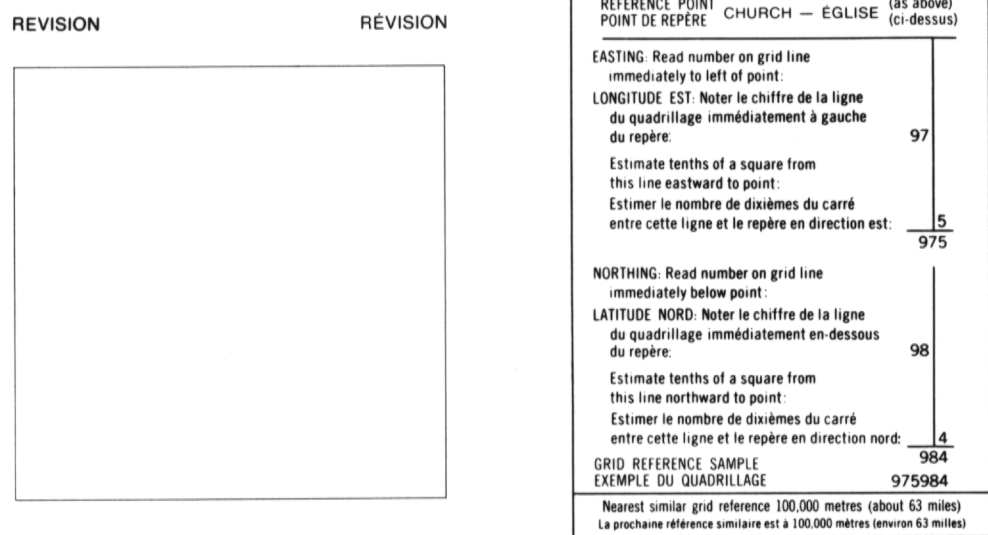 REVISION RÉVISION
REFERENCE POINT
POINT DE REPÈRE CHURCH — ÉGLISE (as above)
(ci-dessus)
EASTING: Read number on grid line
immediately to left of point:
LONGITUDE EST: Noter le chiffre de la ligne
du quadrillage immédiatement à gauche
du repère: 97
Estimate tenths of a square from
this line eastward to point:
Estimer le nombre de dixièmes du carré
entre cette ligne et le repère en direction est: 5
975
NORTHING: Read number on grid line
immediately below point:
LATITUDE NORD: Noter le chiffre de la ligne
du quadrillage immédiatement en-dessous
du repère: 98
Estimate tenths of a square from
this line northward to point:
Estimer le nombre de dixièmes du carré
entre cette ligne et le repère en direction nord: 4
984
GRID REFERENCE SAMPLE
EXEMPLE DU QUADRILLAGE 975984
Nearest similar grid reference 100,000 metres (about 63 miles)
La prochaine référence similaire est à 100,000 mètres (environ 63 milles)